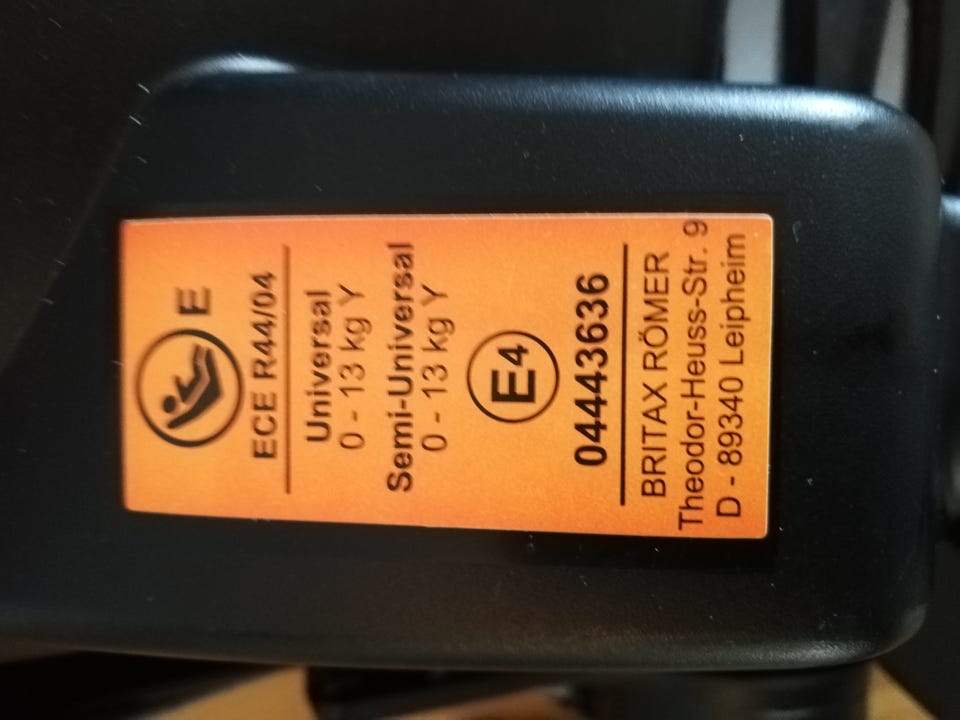 E
ECE R44/04
Universal
0 - 13 kg Y
Semi-Universal
0 - 13 kg Y
E4
0443636
BRITAX RÖMER
Theodor-Heuss-Str. 9
D - 89340 Leipheim